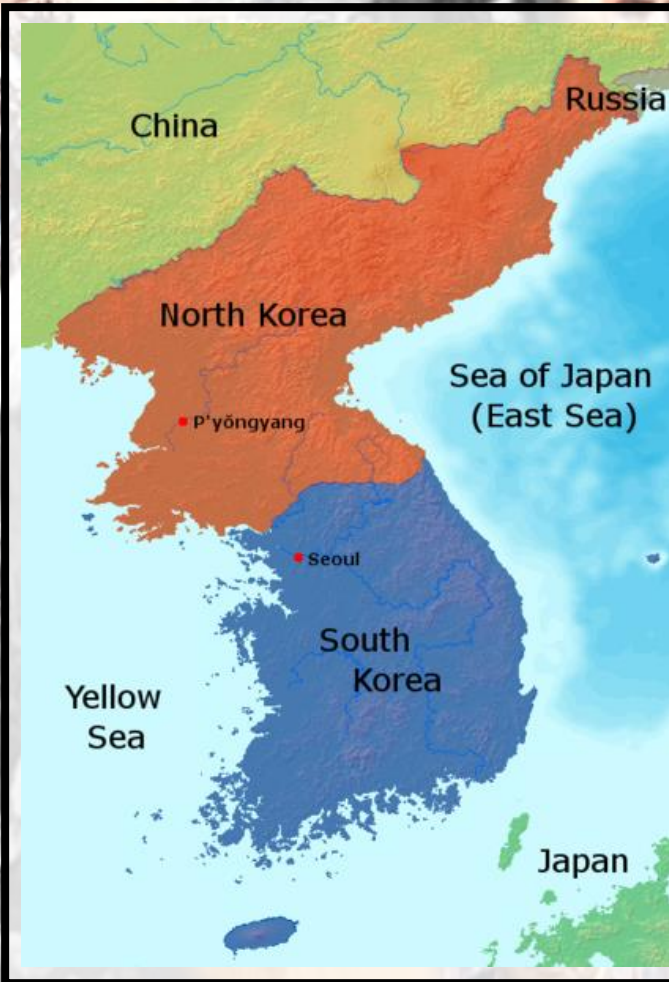 Russia
China
North Korea
Sea of Japan
(East Sea)
P'yŏngyang
Seoul
South
Korea
Yellow
Sea
Japan